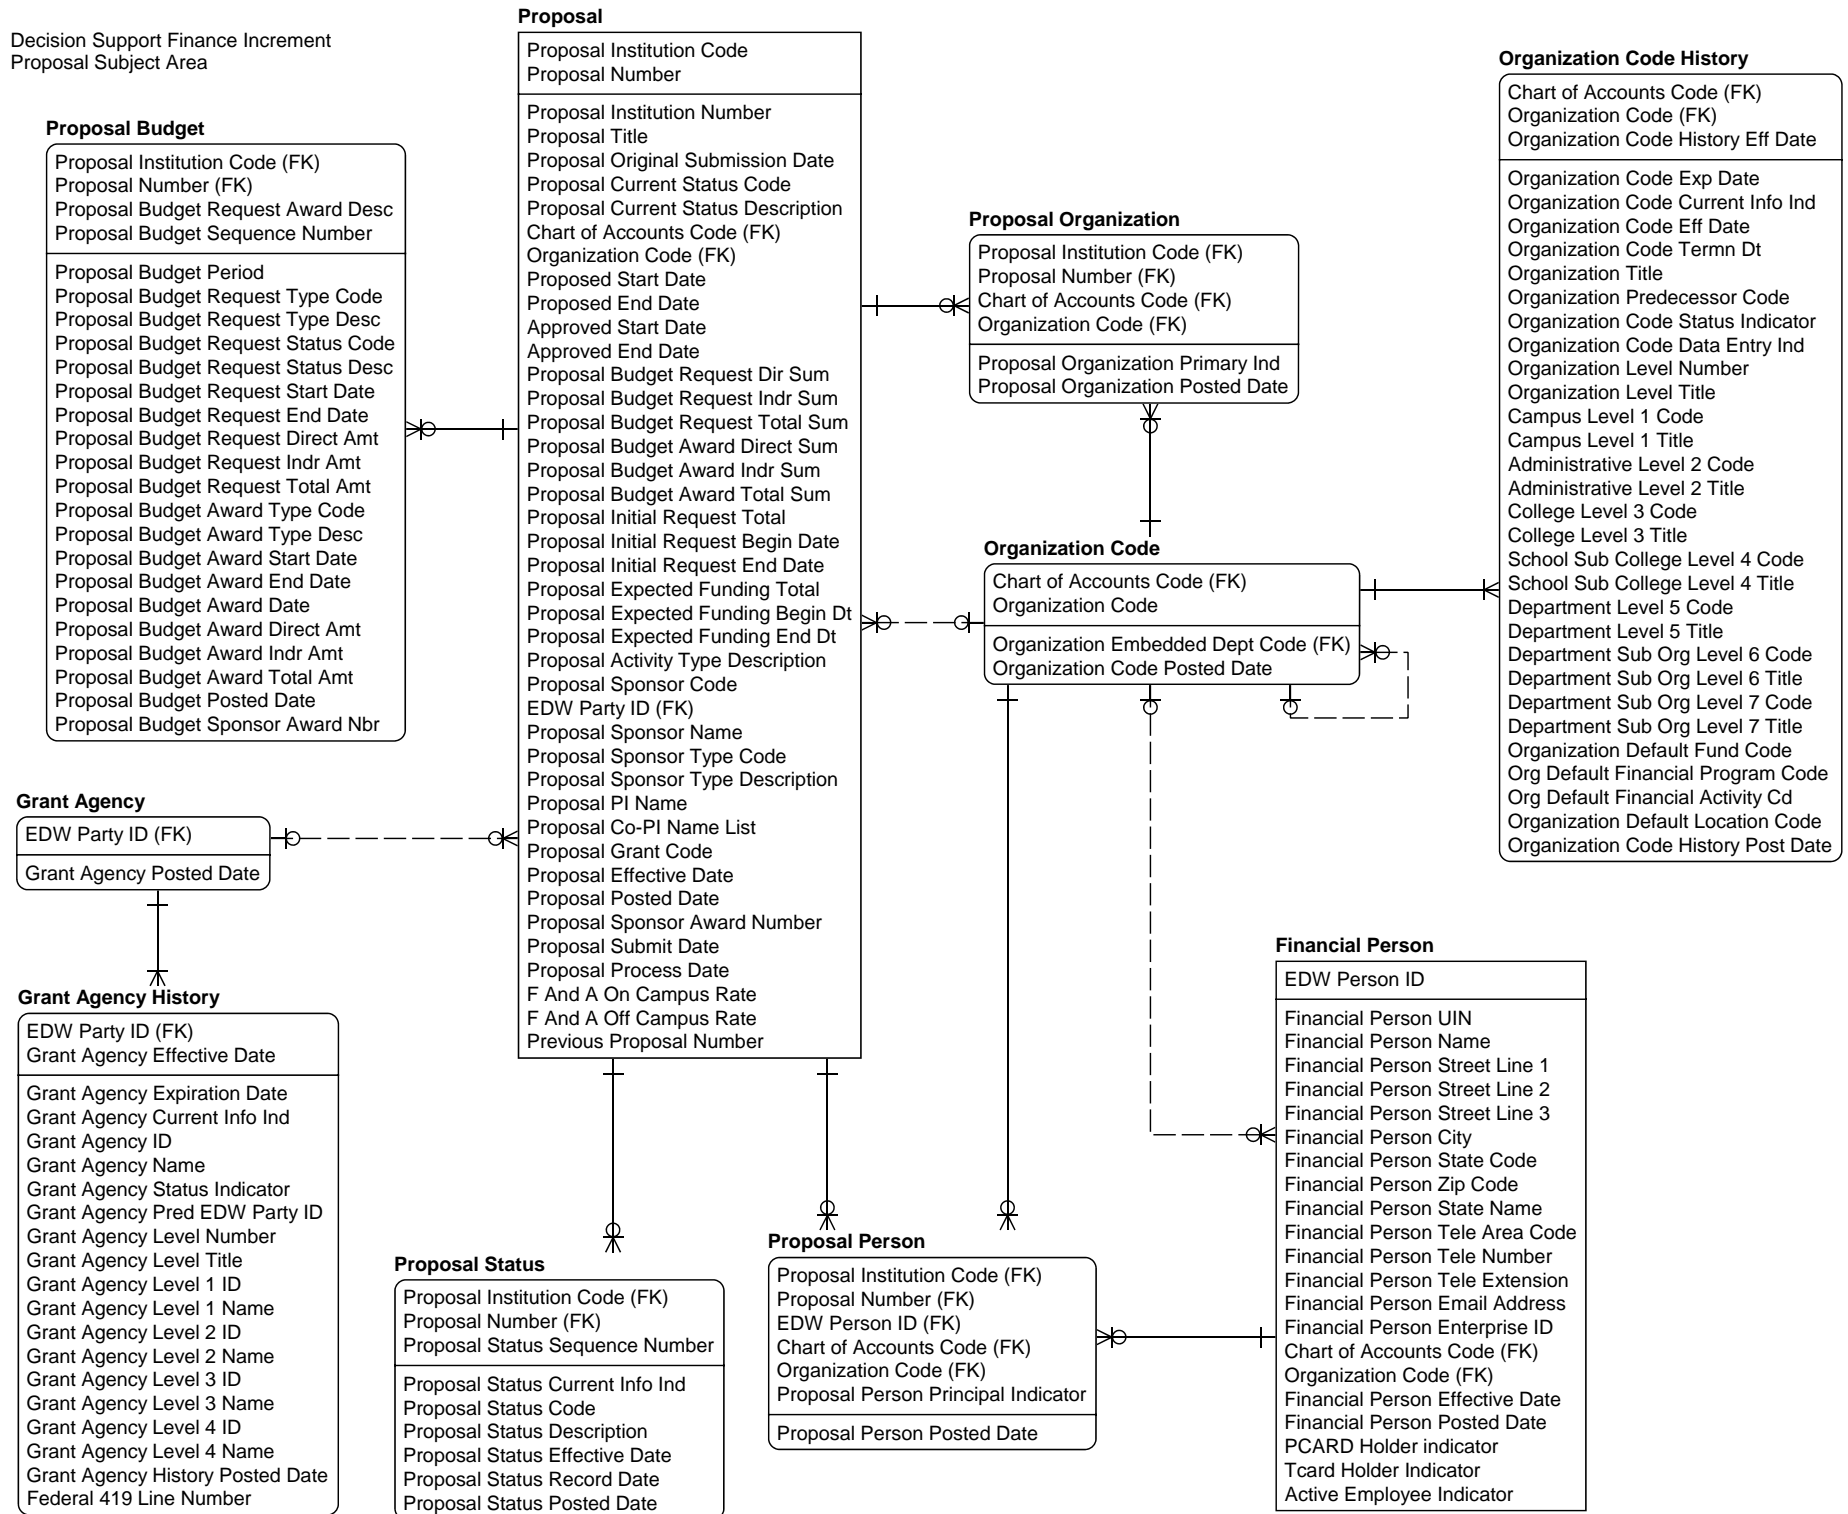 Decision Support Finance Increment
Proposal Subject Area
Proposal Budget
Proposal Institution Code (FK)
Proposal Number (FK)
Proposal Budget Request Award Desc
Proposal Budget Sequence Number
Proposal Budget Period
Proposal Budget Request Type Code
Proposal Budget Request Type Desc
Proposal Budget Request Status Code
Proposal Budget Request Status Desc
Proposal Budget Request Start Date
Proposal Budget Request End Date
Proposal Budget Request Direct Amt
Proposal Budget Request Indr Amt
Proposal Budget Request Total Amt
Proposal Budget Award Type Code
Proposal Budget Award Type Desc
Proposal Budget Award Start Date
Proposal Budget Award End Date
Proposal Budget Award Date
Proposal Budget Award Direct Amt
Proposal Budget Award Indr Amt
Proposal Budget Award Total Amt
Proposal Budget Posted Date
Proposal Budget Sponsor Award Nbr
Grant Agency
EDW Party ID (FK)
Grant Agency Posted Date
Grant Agency History
EDW Party ID (FK)
Grant Agency Effective Date
Grant Agency Expiration Date
Grant Agency Current Info Ind
Grant Agency ID
Grant Agency Name
Grant Agency Status Indicator
Grant Agency Pred EDW Party ID
Grant Agency Level Number
Grant Agency Level Title
Grant Agency Level 1 ID
Grant Agency Level 1 Name
Grant Agency Level 2 ID
Grant Agency Level 2 Name
Grant Agency Level 3 ID
Grant Agency Level 3 Name
Grant Agency Level 4 ID
Grant Agency Level 4 Name
Grant Agency History Posted Date
Federal 419 Line Number
Proposal
Proposal Institution Code
Proposal Number
Proposal Institution Number
Proposal Title
Proposal Original Submission Date
Proposal Current Status Code
Proposal Current Status Description
Chart of Accounts Code (FK)
Organization Code (FK)
Proposed Start Date
Proposed End Date
Approved Start Date
Approved End Date
Proposal Budget Request Dir Sum
Proposal Budget Request Indr Sum
Proposal Budget Request Total Sum
Proposal Budget Award Direct Sum
Proposal Budget Award Indr Sum
Proposal Budget Award Total Sum
Proposal Initial Request Total
Proposal Initial Request Begin Date
Proposal Initial Request End Date
Proposal Expected Funding Total
Proposal Expected Funding Begin Dt
Proposal Expected Funding End Dt
Proposal Activity Type Description
Proposal Sponsor Code
EDW Party ID (FK)
Proposal Sponsor Name
Proposal Sponsor Type Code
Proposal Sponsor Type Description
Proposal PI Name
Proposal Co-PI Name List
Proposal Grant Code
Proposal Effective Date
Proposal Posted Date
Proposal Sponsor Award Number
Proposal Submit Date
Proposal Process Date
F And A On Campus Rate
F And A Off Campus Rate
Previous Proposal Number
Proposal Status
Proposal Institution Code (FK)
Proposal Number (FK)
Proposal Status Sequence Number
Proposal Status Current Info Ind
Proposal Status Code
Proposal Status Description
Proposal Status Effective Date
Proposal Status Record Date
Proposal Status Posted Date
Proposal Organization
Proposal Institution Code (FK)
Proposal Number (FK)
Chart of Accounts Code (FK)
Organization Code (FK)
Proposal Organization Primary Ind
Proposal Organization Posted Date
Organization Code
Chart of Accounts Code (FK)
Organization Code
Organization Embedded Dept Code (FK)
Organization Code Posted Date
Proposal Person
Proposal Institution Code (FK)
Proposal Number (FK)
EDW Person ID (FK)
Chart of Accounts Code (FK)
Organization Code (FK)
Proposal Person Principal Indicator
Proposal Person Posted Date
Organization Code History
Chart of Accounts Code (FK)
Organization Code (FK)
Organization Code History Eff Date
Organization Code Exp Date
Organization Code Current Info Ind
Organization Code Eff Date
Organization Code Termn Dt
Organization Title
Organization Predecessor Code
Organization Code Status Indicator
Organization Code Data Entry Ind
Organization Level Number
Organization Level Title
Campus Level 1 Code
Campus Level 1 Title
Administrative Level 2 Code
Administrative Level 2 Title
College Level 3 Code
College Level 3 Title
School Sub College Level 4 Code
School Sub College Level 4 Title
Department Level 5 Code
Department Level 5 Title
Department Sub Org Level 6 Code
Department Sub Org Level 6 Title
Department Sub Org Level 7 Code
Department Sub Org Level 7 Title
Organization Default Fund Code
Org Default Financial Program Code
Org Default Financial Activity Cd
Organization Default Location Code
Organization Code History Post Date
Financial Person
EDW Person ID
Financial Person UIN
Financial Person Name
Financial Person Street Line 1
Financial Person Street Line 2
Financial Person Street Line 3
Financial Person City
Financial Person State Code
Financial Person Zip Code
Financial Person State Name
Financial Person Tele Area Code
Financial Person Tele Number
Financial Person Tele Extension
Financial Person Email Address
Financial Person Enterprise ID
Chart of Accounts Code (FK)
Organization Code (FK)
Financial Person Effective Date
Financial Person Posted Date
PCARD Holder indicator
Tcard Holder Indicator
Active Employee Indicator